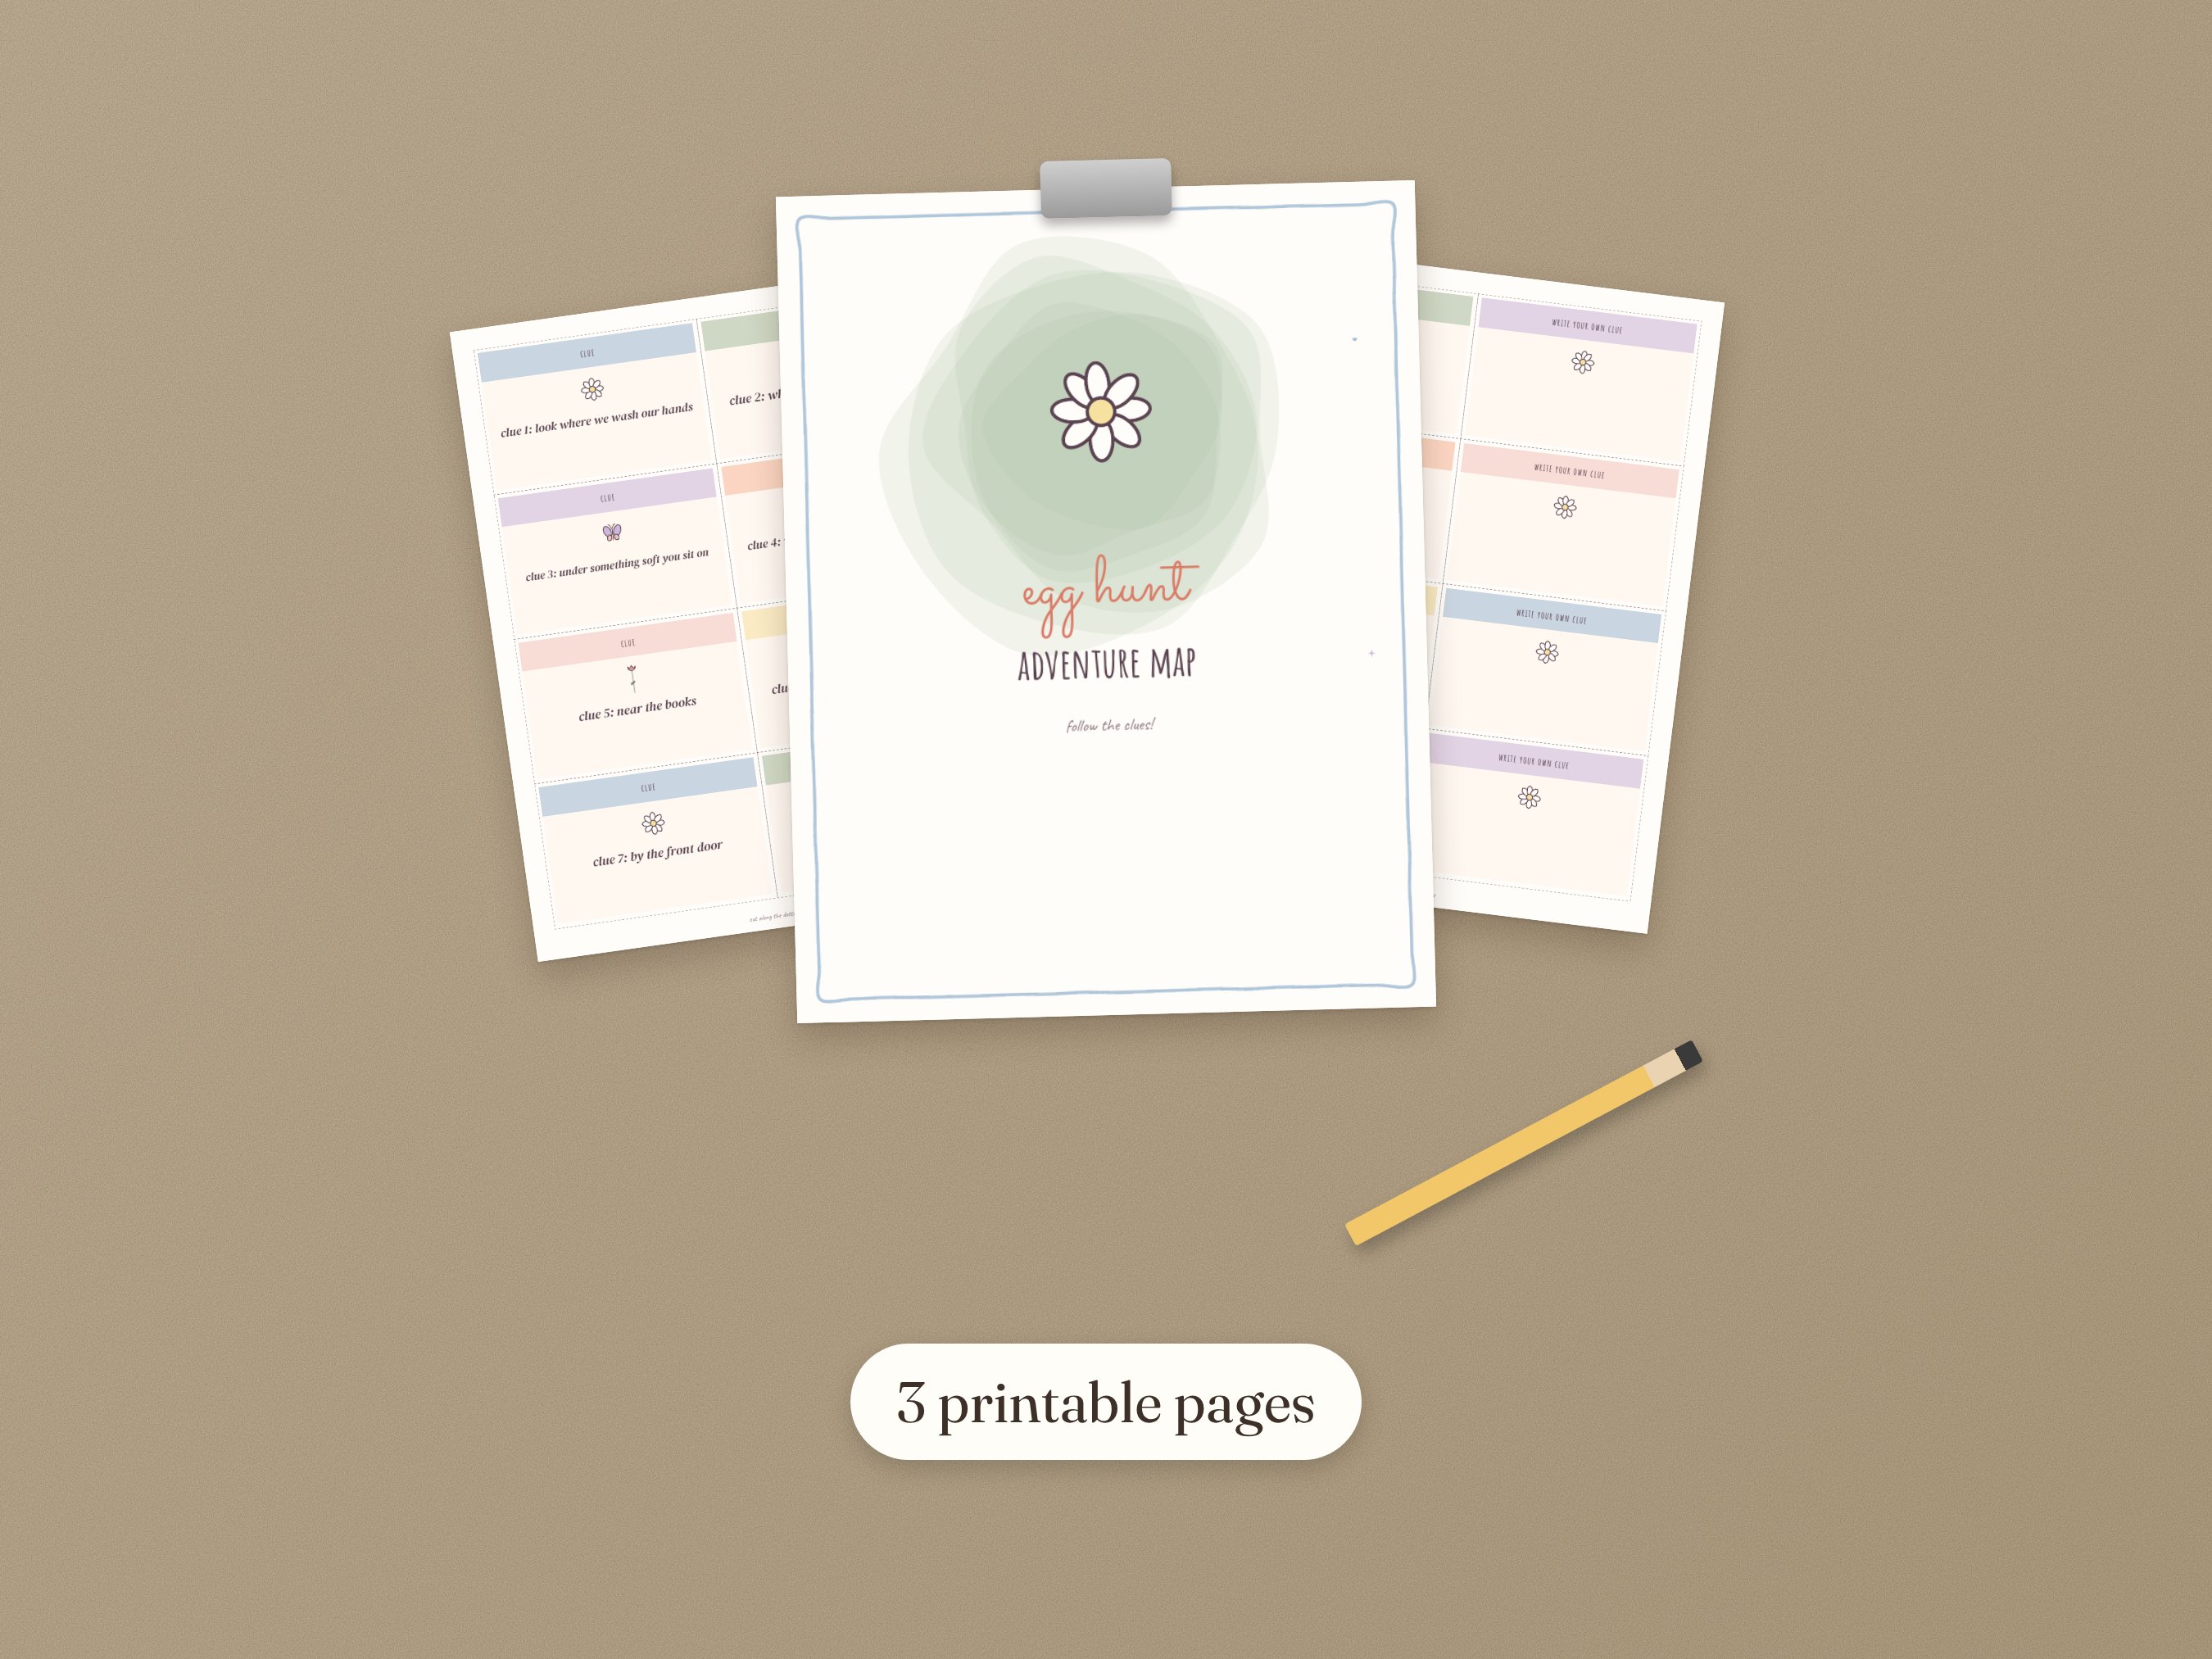 CLUE
clue 1: look where we wash our hands
clue 2:
CLUE
clue 3: under something soft you sit on
clue 4:
CLUE
clue 5: near the books
CLUE
clue 7: by the front door
cut along the
egg hunt
ADVENTURE MAP
follow the clues!
WRITE YOUR OWN CLUE
WRITE YOUR OWN CLUE
WRITE YOUR OWN CLUE
WRITE YOUR OWN CLUE
3 printable pages